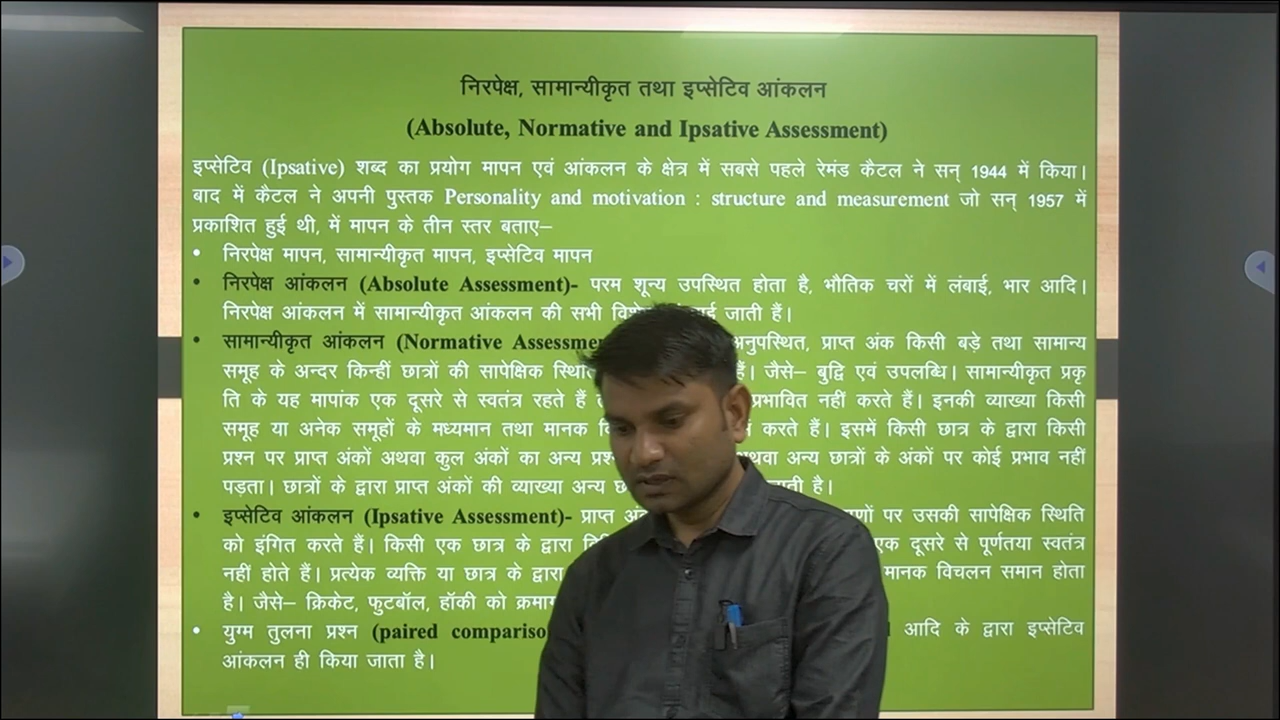 निरपेक्ष, सामान्यीकृत तथा इप्सेटिव आंकलन
(Absolute, Normative and Ipsative Assessment)
इप्सेटिव (Ipsative) शब्द का प्रयोग मापन एवं आंकलन के क्षेत्र में सबसे पहले रेमंड कैटल ने सन् 1944 में किया।
बाद में कैटल ने अपनी पुस्तक Personality and motivation : structure and measurement जो सन् 1957 में
प्रकाशित हुई थी, में मापन के तीन स्तर बताए–
• निरपेक्ष मापन, सामान्यीकृत मापन, इप्सेटिव मापन
• निरपेक्ष आंकलन (Absolute Assessment)- परम शून्य उपस्थित होता है, भौतिक चरों में लंबाई, भार आदि।
निरपेक्ष आंकलन में सामान्यीकृत आंकलन की सभी जाती हैं।
• सामान्यीकृत आंकलन (Normative अनुपस्थित, प्राप्त अंक किसी बड़े तथा सामान्य
समूह के अन्दर किन्हीं छात्रों की सापेक्षिक हैं। जैसे– बुद्वि एवं उपलब्धि। सामान्यीकृत प्रकृ
ति के यह मापांक एक दूसरे से स्वतंत्र रहते हैं प्रभावित नहीं करते हैं। इनकी व्याख्या किसी
समूह या अनेक समूहों के मध्यमान तथा मानक करते हैं। इसमें किसी छात्र के द्वारा किसी
प्रश्न पर प्राप्त अंकों अथवा कुल अंकों का अन्य अथवा अन्य छात्रों के अंकों पर कोई प्रभाव नहीं
पड़ता। छात्रों के द्वारा प्राप्त अंकों की व्याख्या अन्य है।
• इप्सेटिव आंकलन (Ipsative Assessment)- प्राप्त पर उसकी सापेक्षिक स्थिति
को इंगित करते हैं। किसी एक छात्र के द्वारा एक दूसरे से पूर्णतया स्वतंत्र
नहीं होते हैं। प्रत्येक व्यक्ति या छात्र के द्वारा मानक विचलन समान होता
है। जैसे– क्रिकेट, फुटबॉल, हॉकी को
• युग्म तुलना प्रश्न (paired आदि के द्वारा इप्सेटिव
आंकलन ही किया जाता है।